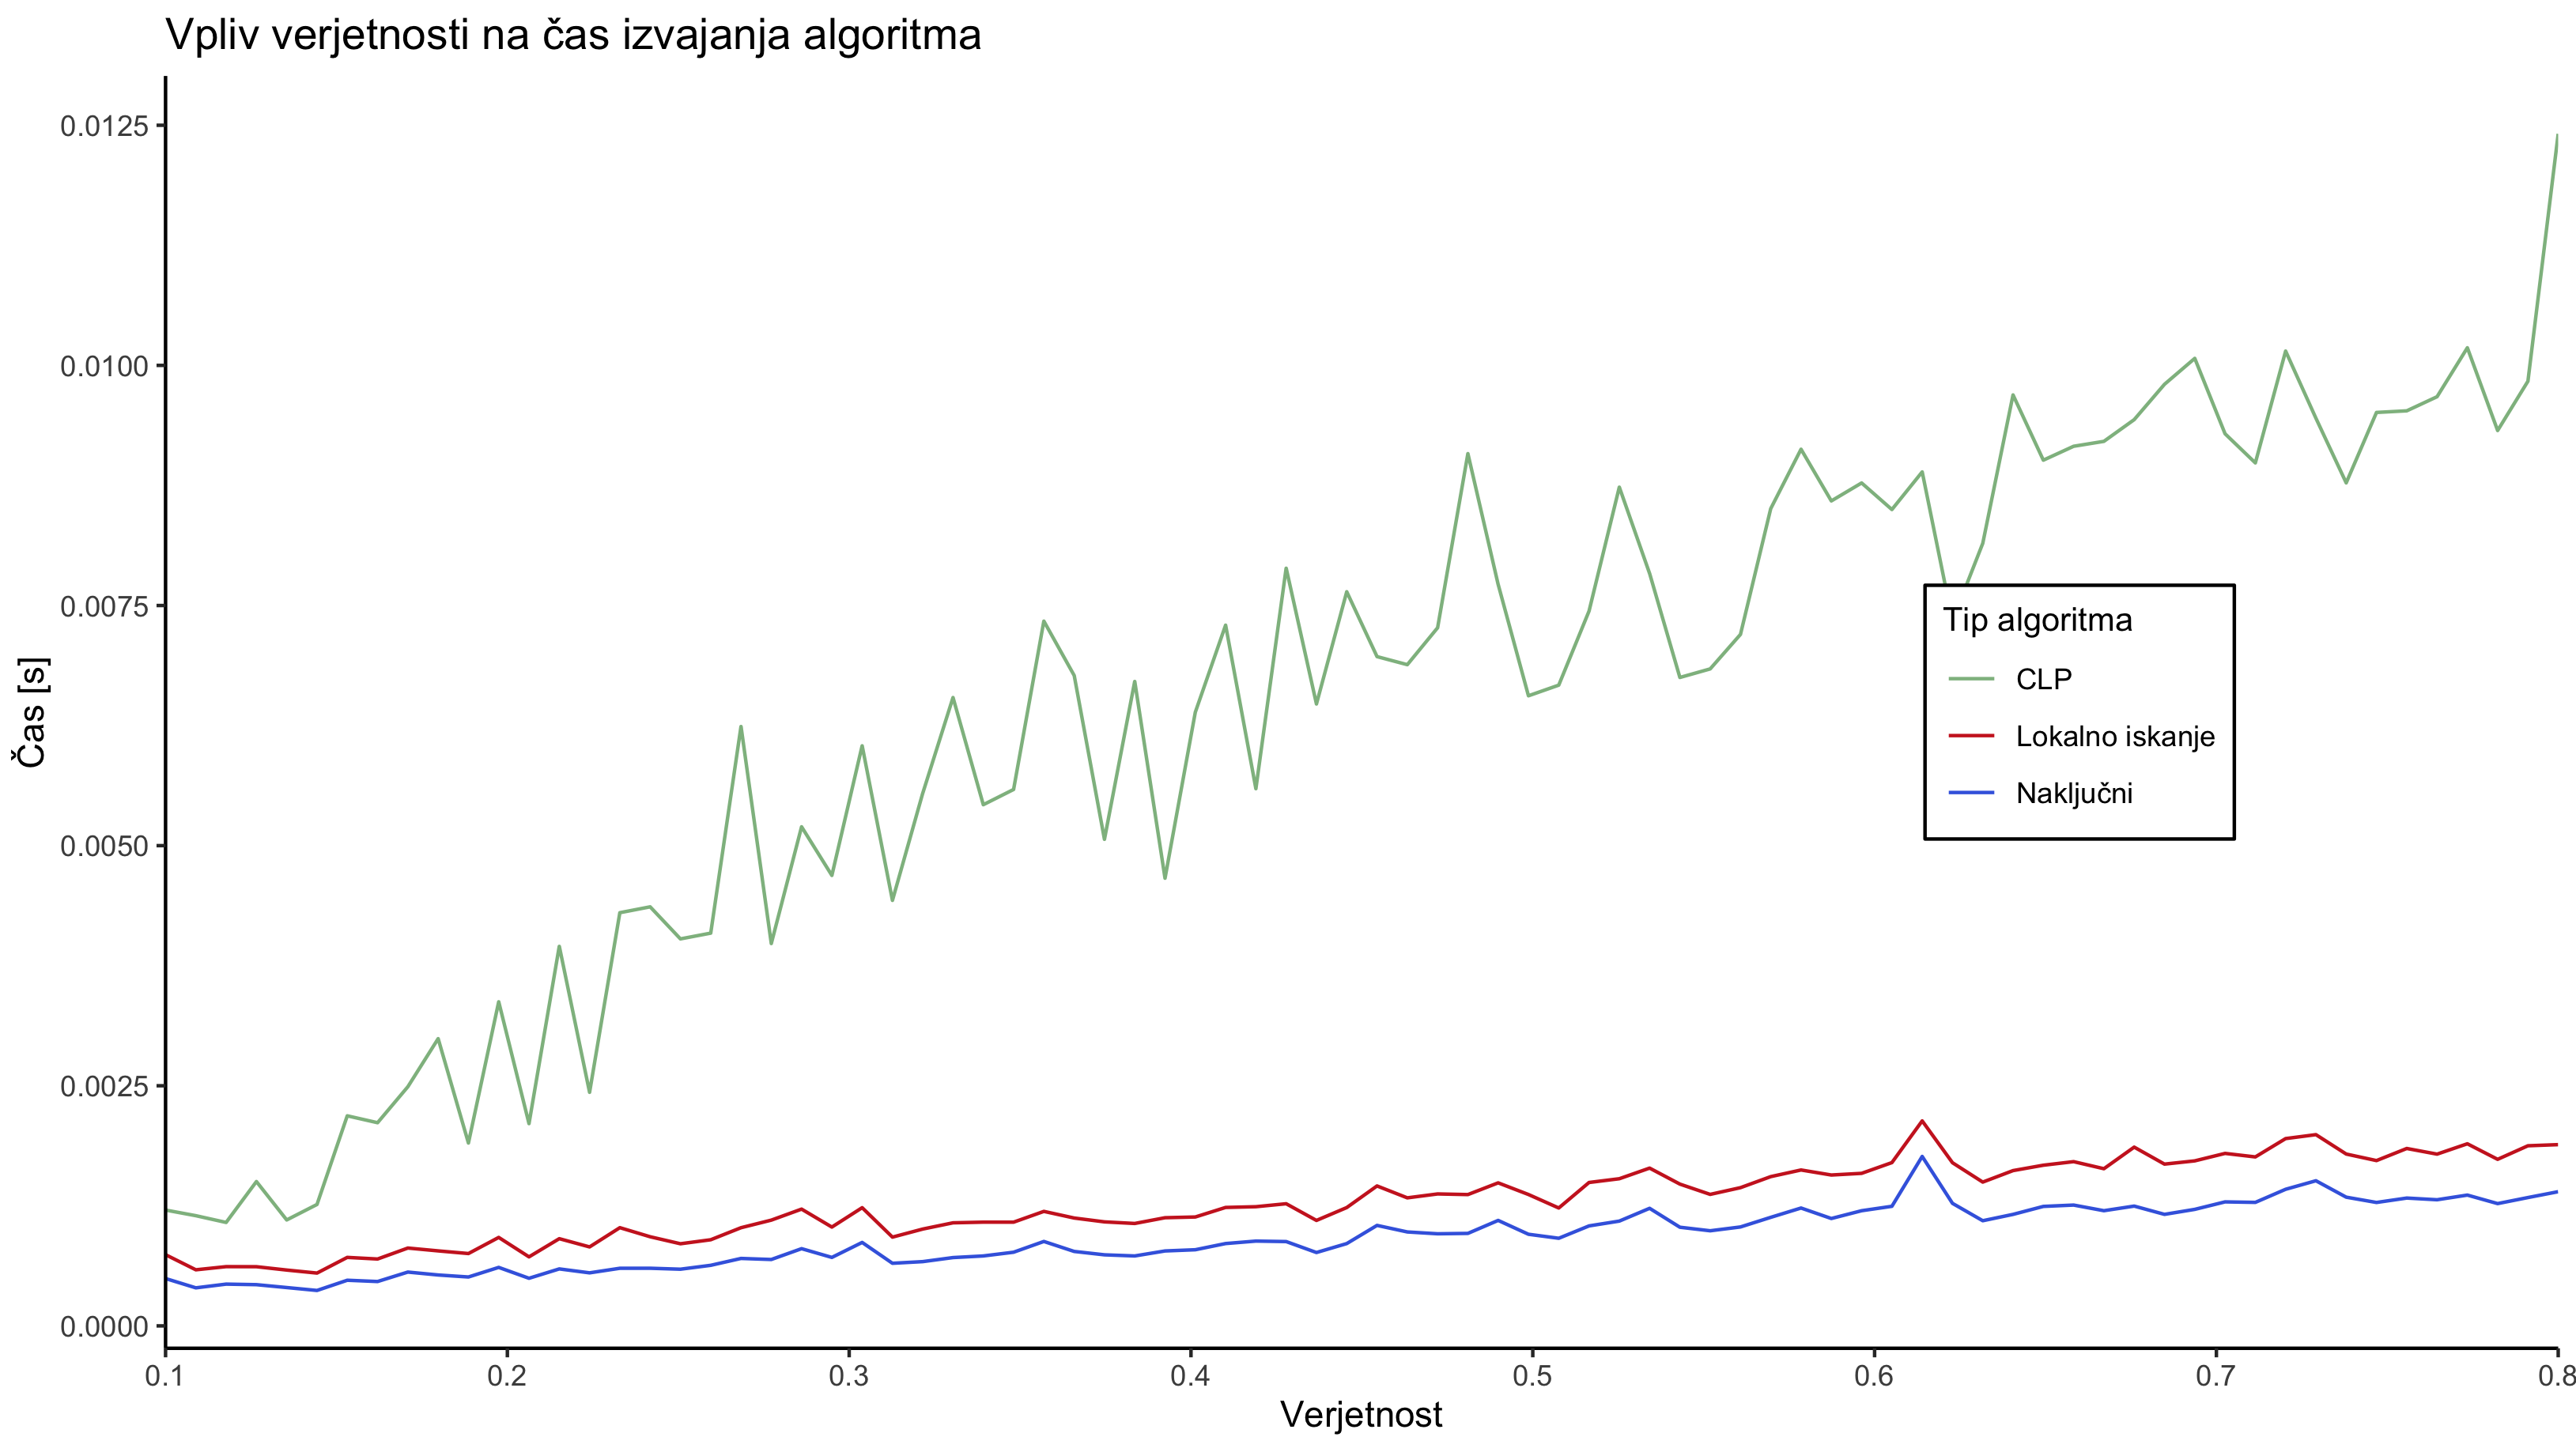 Vpliv verjetnosti na čas izvajanja algoritma
0.0125
0.0100
0.0075
0.0050
0.0025
0.0000
Čas [s]
Tip algoritma
CLP
Lokalno iskanje
Naključni
0.1 0.2 0.3 0.4 0.5 0.6 0.7 0.8
Verjetnost